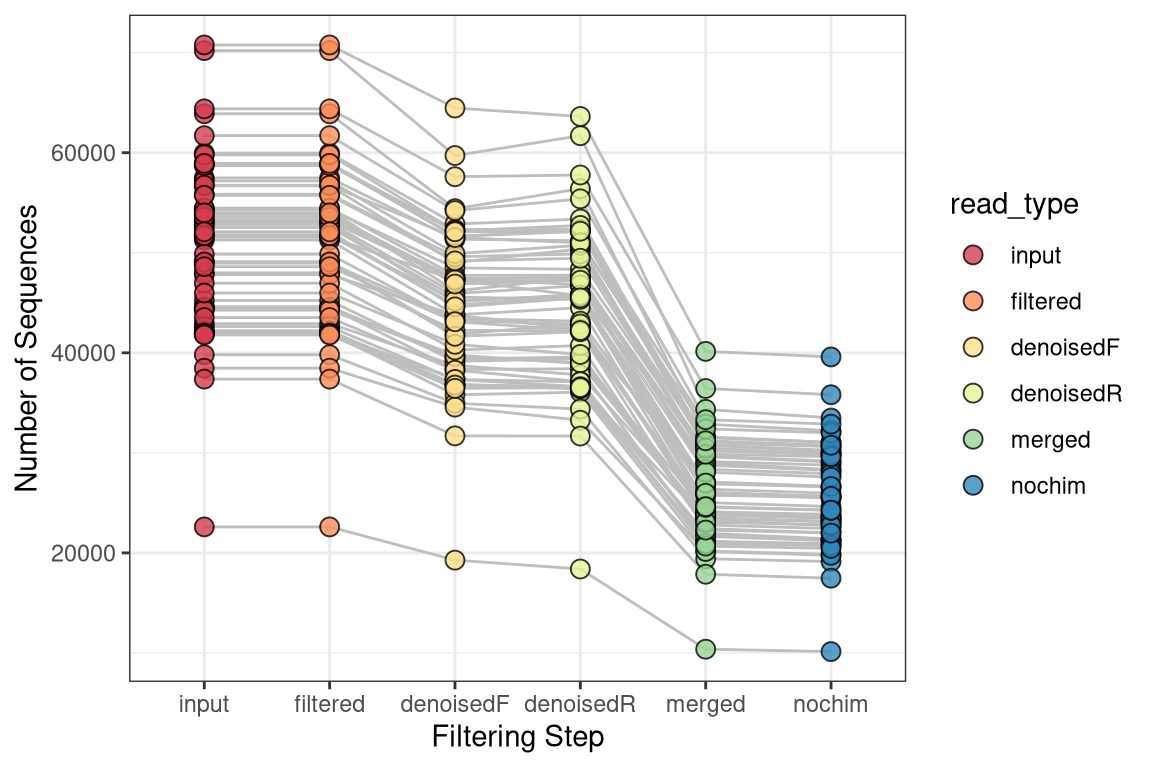 Number of Sequences
60000
40000
20000
input filtered denoisedF denoisedR merged nochim
Filtering Step
read_type
input
filtered
denoisedF
denoisedR
merged
nochim